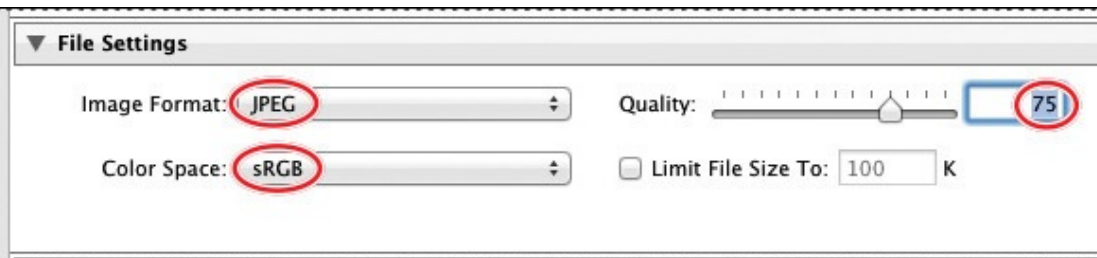 File Settings
Image Format: JPEG Quality: 75
Color Space: sRGB Limit File Size To: 100 K